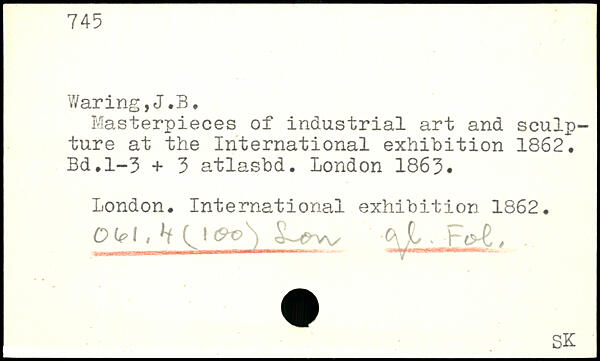 745
Waring,J.B.
Masterpieces of industrial art and sculp-
ture at the International exhibition 1862.
Bd.1-3 + 3 atlasbd. London 1863.
London. International exhibition 1862.
061.4(100) Lon gl. Fol.
SK